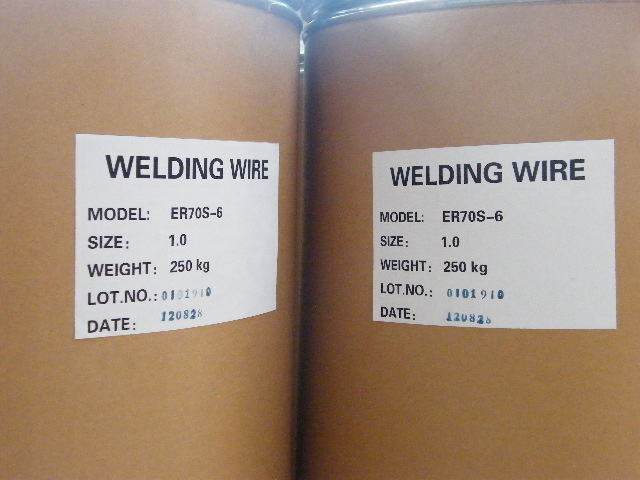 WELDING WIRE
MODEL: ER70S-6
SIZE: 1.0
WEIGHT: 250 kg
LOT.NO.: 0101910
DATE: 120828
WELDING WIRE
MODEL: ER70S-6
SIZE: 1.0
WEIGHT: 250 kg
LOT.NO.: 0101910
DATE: 120828